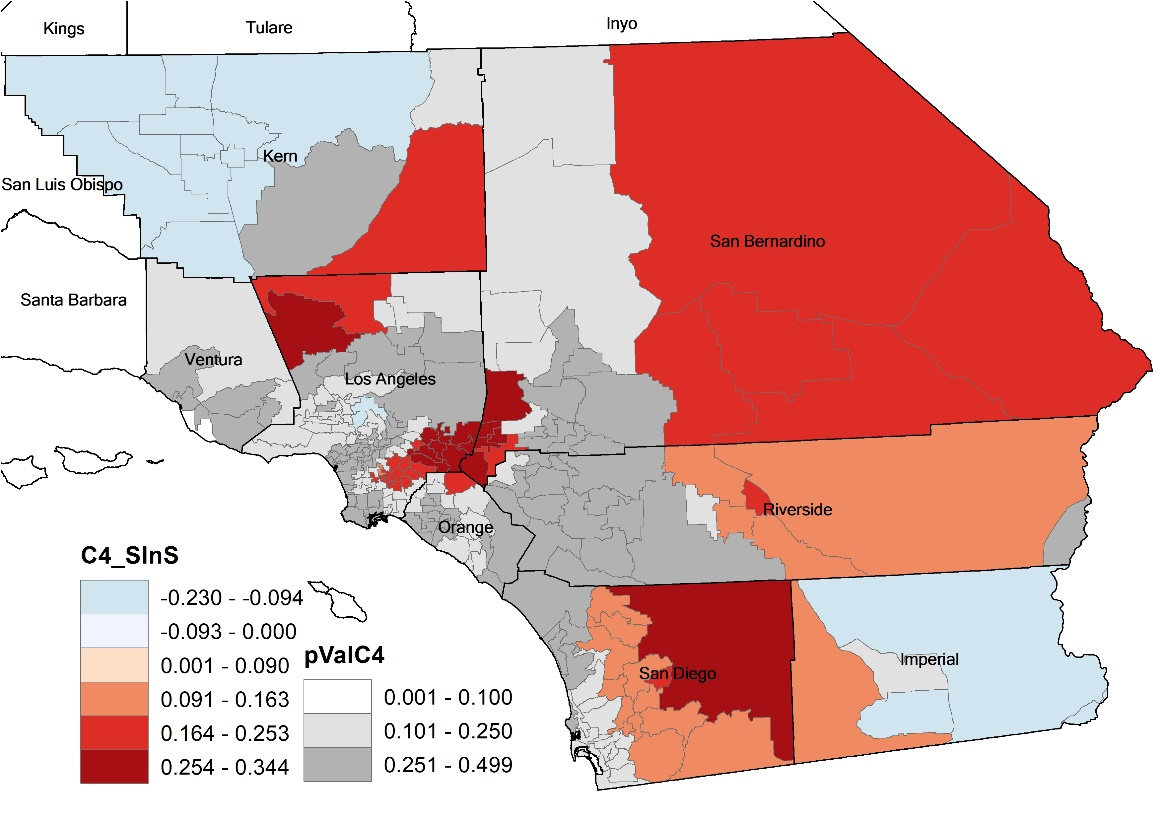 Kings
Tulare
Inyo
Kern
San Luis Obispo
San Bernardino
Santa Barbara
Ventura
Los Angeles
Riverside
Orange
C4_SInS
-0.230 - -0.094
-0.093 - 0.000
0.001 - 0.090
0.091 - 0.163
0.164 - 0.253
0.254 - 0.344
pValC4
0.001 - 0.100
0.101 - 0.250
0.251 - 0.499
San Diego
Imperial